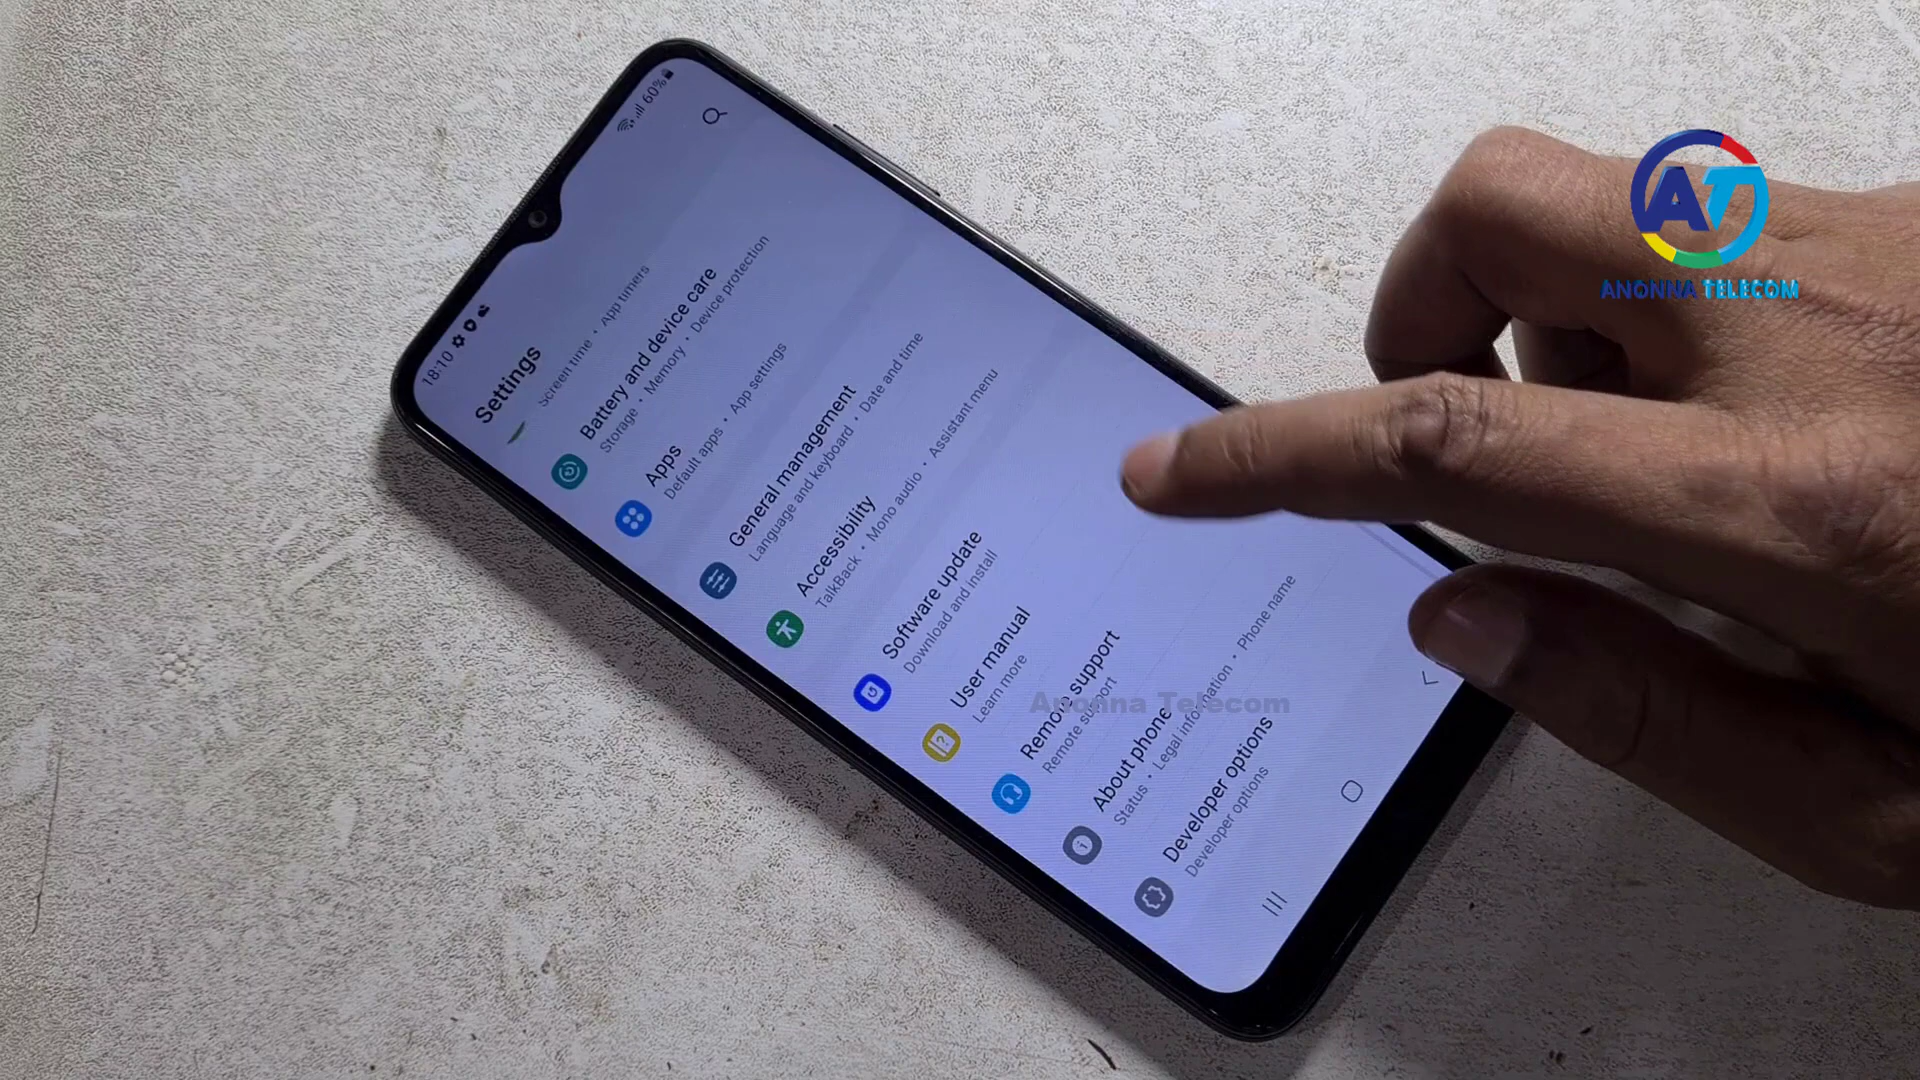 18:10
60%
Settings
Screen time • App timers
Battery and device care
Storage • Memory • Device protection
Apps
Default apps • App settings
General management
Language and keyboard • Date and time
Accessibility
TalkBack • Mono audio • Assistant menu
Software update
Download and install
User manual
Learn more
Remote support
Remote support
About phone
Status • Legal information • Phone name
Developer options
Developer options
AT
ANONNA TELECOM
Anonna Telecom